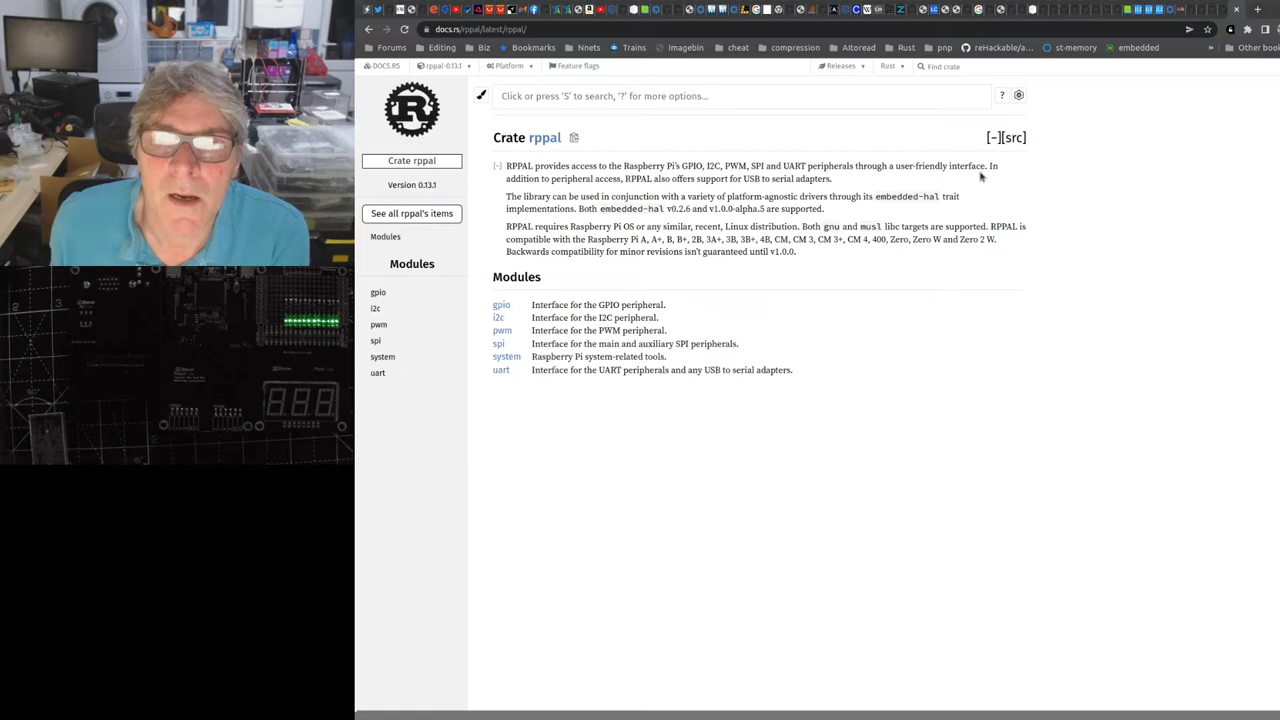 docs.rs/rppal/latest/rppal/
Forums Editing Biz Bookmarks Nnets Trains Imagebin cheat compression Aitoread Rust pnp remarkablea... st-memory embedded » Other book
DOCS.RS rppal-0.13.1 Platform Feature flags Releases Rust Find crate
Click or press ‘S’ to search, ‘?’ for more options... ?
R
Crate rppal [-][src]
Crate rppal
Version 0.13.1
See all rppal's items
Modules
Modules
gpio
i2c
pwm
spi
system
uart
[-] RPPAL provides access to the Raspberry Pi’s GPIO, I2C, PWM, SPI and UART peripherals through a user-friendly interface. In
addition to peripheral access, RPPAL also offers support for USB to serial adapters.
The library can be used in conjunction with a variety of platform-agnostic drivers through its embedded-hal trait
implementations. Both embedded-hal v0.2.6 and v1.0.0-alpha.5 are supported.
RPPAL requires Raspberry Pi OS or any similar, recent, Linux distribution. Both gnu and musl libc targets are supported. RPPAL is
compatible with the Raspberry Pi A, A+, B, B+, 2B, 3A+, 3B, 3B+, 4B, CM, CM 3, CM 3+, CM 4, 400, Zero, Zero W and Zero 2 W.
Backwards compatibility for minor revisions isn’t guaranteed until v1.0.0.
Modules
gpio Interface for the GPIO peripheral.
i2c Interface for the I2C peripheral.
pwm Interface for the PWM peripheral.
spi Interface for the main and auxiliary SPI peripherals.
system Raspberry Pi system-related tools.
uart Interface for the UART peripherals and any USB to serial adapters.